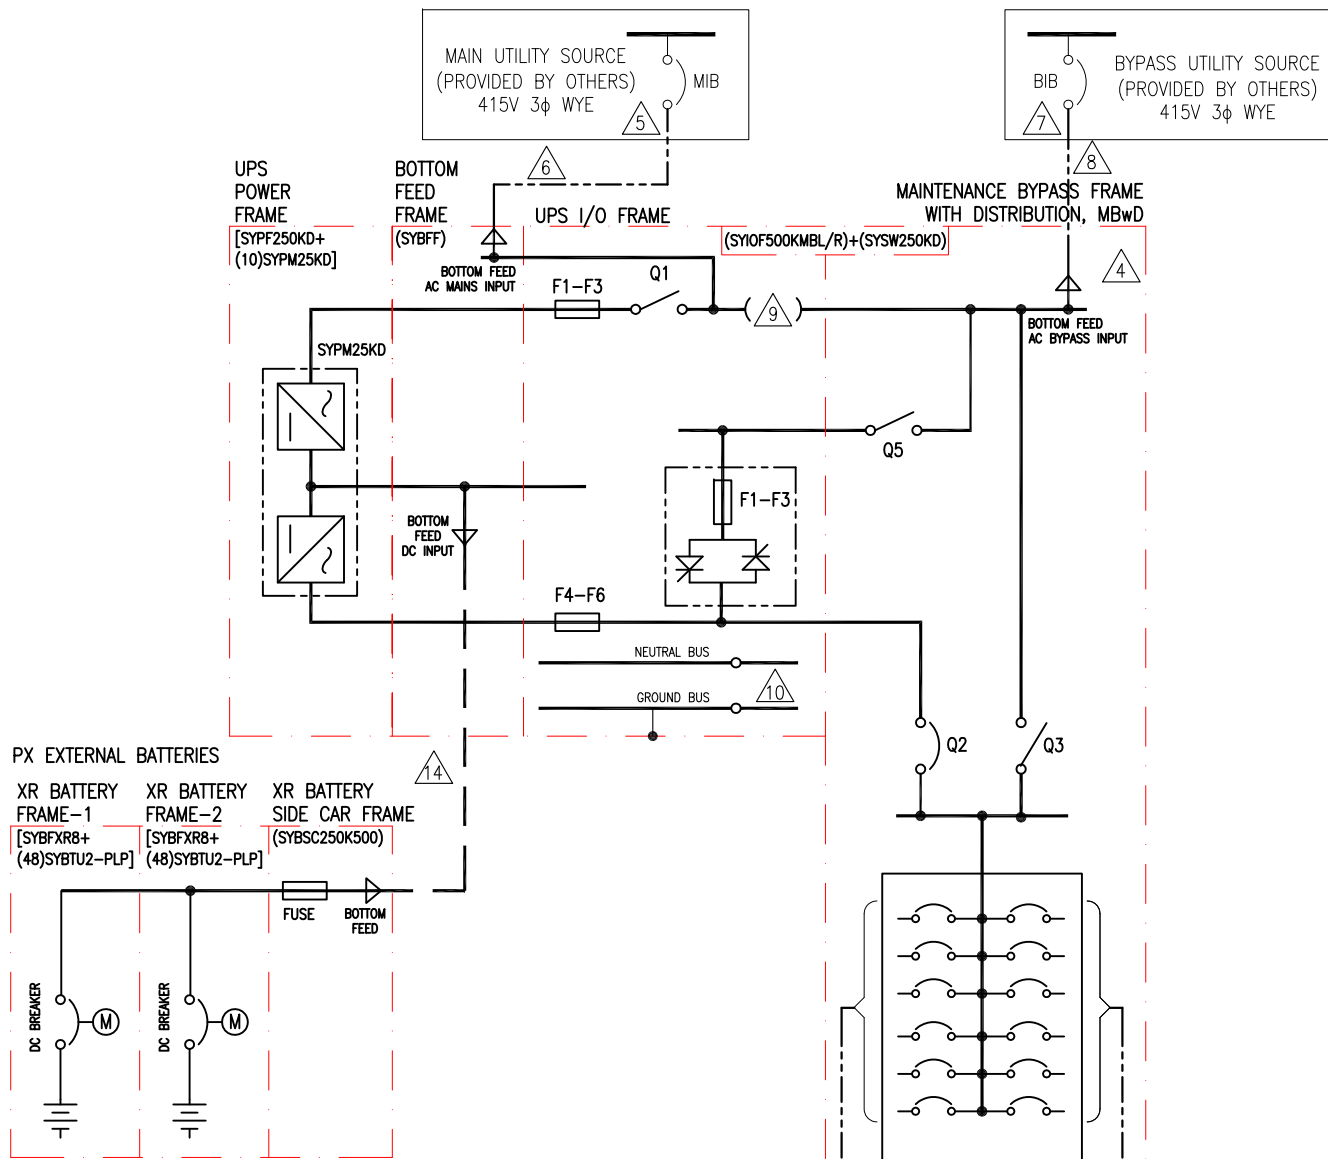 MAIN UTILITY SOURCE
(PROVIDED BY OTHERS)
415V 3ϕ WYE
MIB
5
BIB
BYPASS UTILITY SOURCE
(PROVIDED BY OTHERS)
415V 3ϕ WYE
7
6
8
UPS
POWER
FRAME
[SYPF250KD+
(10)SYPM25KD]
BOTTOM
FEED
FRAME
(SYBFF)
UPS I/O FRAME
MAINTENANCE BYPASS FRAME
WITH DISTRIBUTION, MBwD
(SYIOF500KMBL/R)+(SYSW250KD)
4
BOTTOM FEED
AC MAINS INPUT
F1-F3
Q1
9
BOTTOM FEED
AC BYPASS INPUT
SYPM25KD
Q5
F1-F3
BOTTOM
FEED
DC INPUT
F4-F6
NEUTRAL BUS
GROUND BUS
10
Q2
Q3
14
PX EXTERNAL BATTERIES
XR BATTERY
FRAME-1
[SYBFXR8+
(48)SYBTU2-PLP]
XR BATTERY
FRAME-2
[SYBFXR8+
(48)SYBTU2-PLP]
XR BATTERY
SIDE CAR FRAME
(SYBSC250K500)
FUSE
BOTTOM
FEED
DC BREAKER
M
DC BREAKER
M